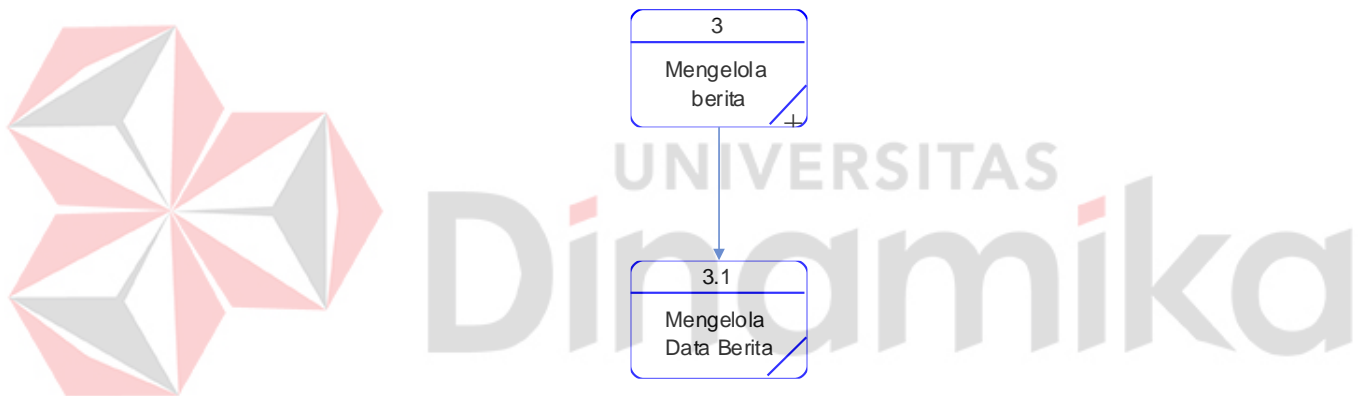 3
Mengelola
berita
UNIVERSITAS
Dinamika
3.1
Mengelola
Data Berita